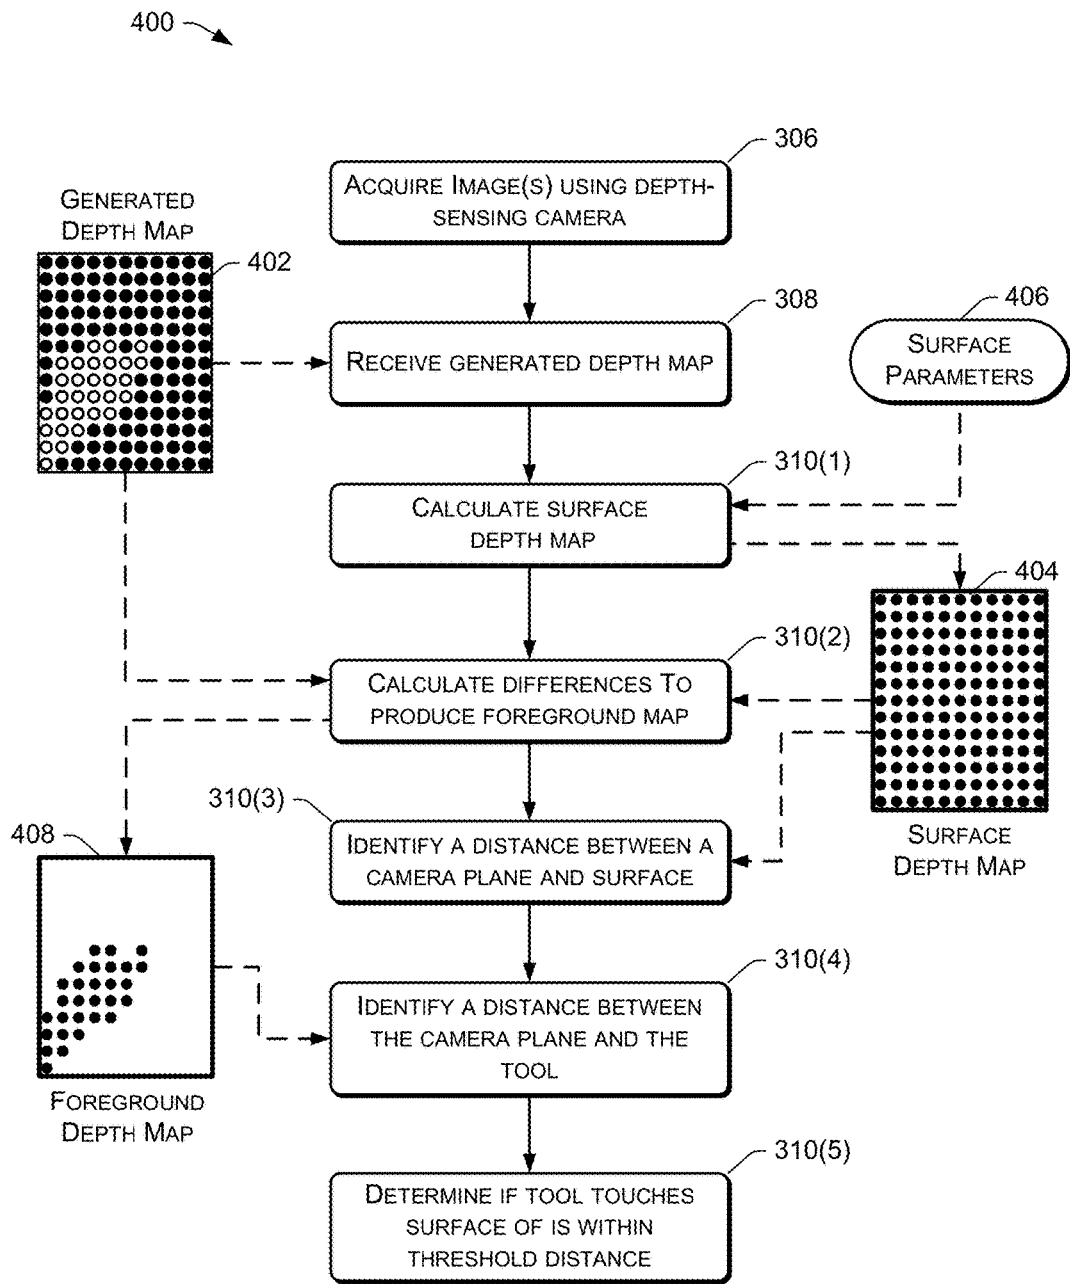 400
306
ACQUIRE IMAGE(S) USING DEPTH-
SENSING CAMERA
GENERATED
DEPTH MAP
402
308
RECEIVE GENERATED DEPTH MAP
406
SURFACE
PARAMETERS
310(1)
CALCULATE SURFACE
DEPTH MAP
404
310(2)
CALCULATE DIFFERENCES TO
PRODUCE FOREGROUND MAP
SURFACE
DEPTH MAP
310(3)
IDENTIFY A DISTANCE BETWEEN A
CAMERA PLANE AND SURFACE
408
FOREGROUND
DEPTH MAP
310(4)
IDENTIFY A DISTANCE BETWEEN
THE CAMERA PLANE AND THE
TOOL
310(5)
DETERMINE IF TOOL TOUCHES
SURFACE OF IS WITHIN
THRESHOLD DISTANCE